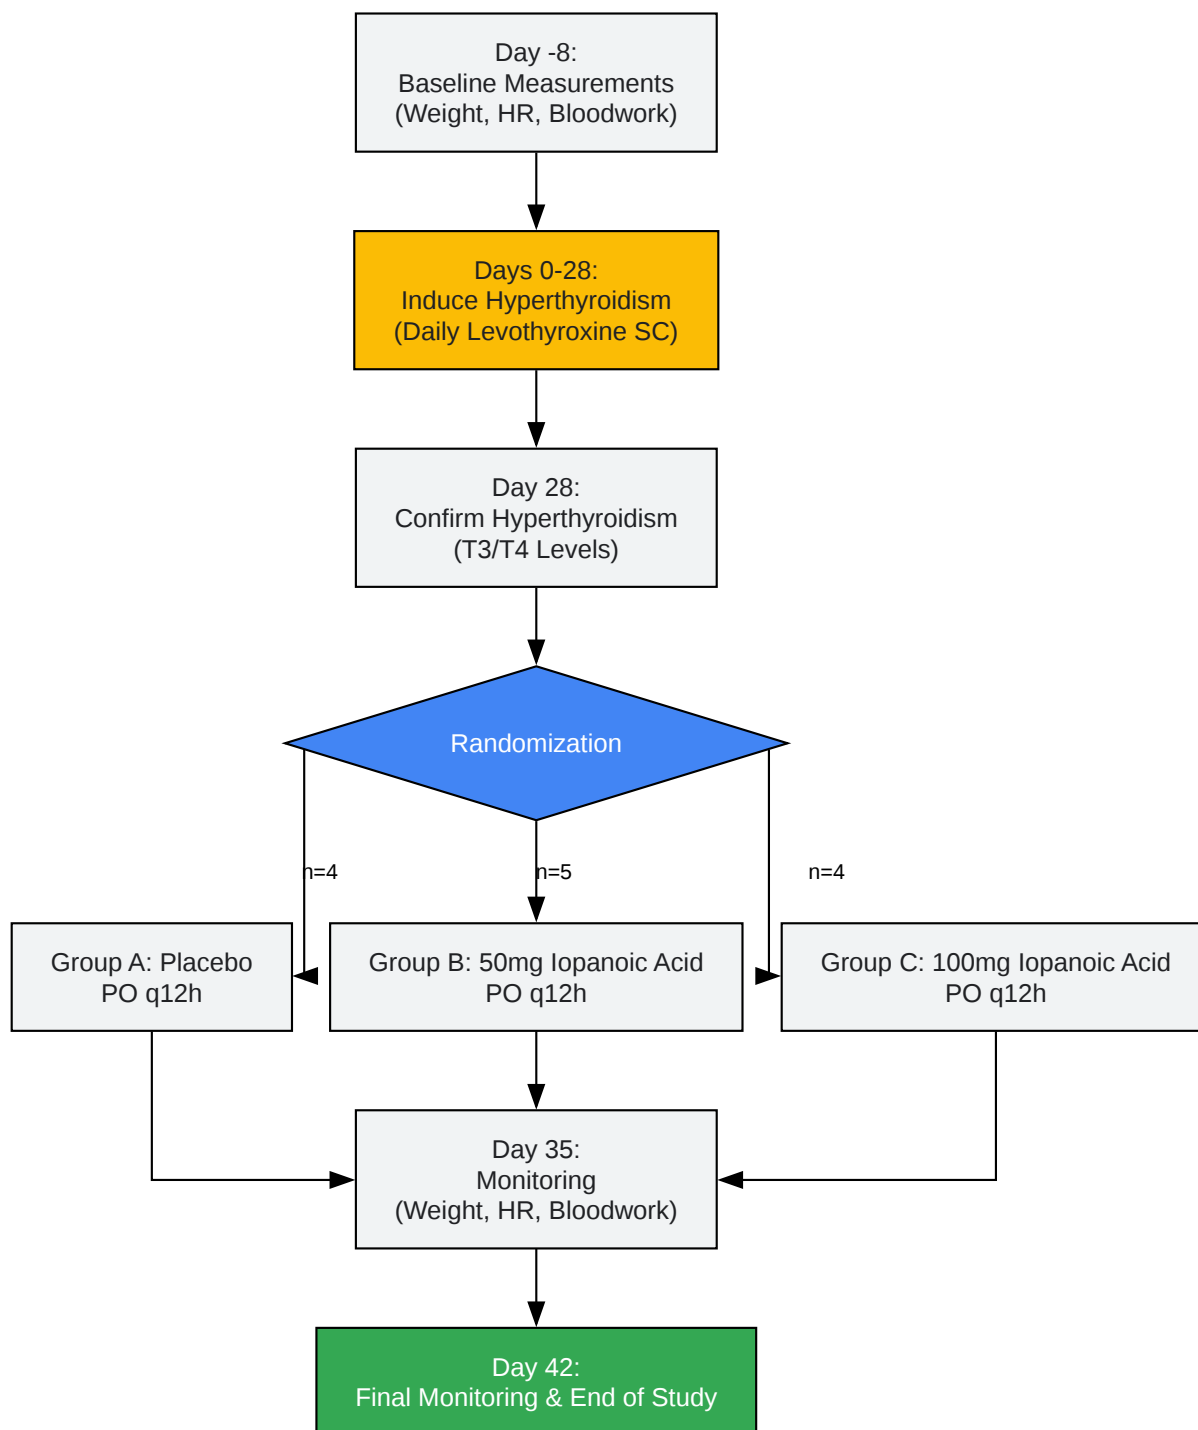 Day -8:
Baseline Measurements
(Weight, HR, Bloodwork)
Days 0-28:
Induce Hyperthyroidism
(Daily Levothyroxine SC)
Day 28:
Confirm Hyperthyroidism
(T3/T4 Levels)
Randomization
n=4
n=5
n=4
Group A: Placebo
PO q12h
Group B: 50mg Iopanoic Acid
PO q12h
Group C: 100mg Iopanoic Acid
PO q12h
Day 35:
Monitoring
(Weight, HR, Bloodwork)
Day 42:
Final Monitoring & End of Study